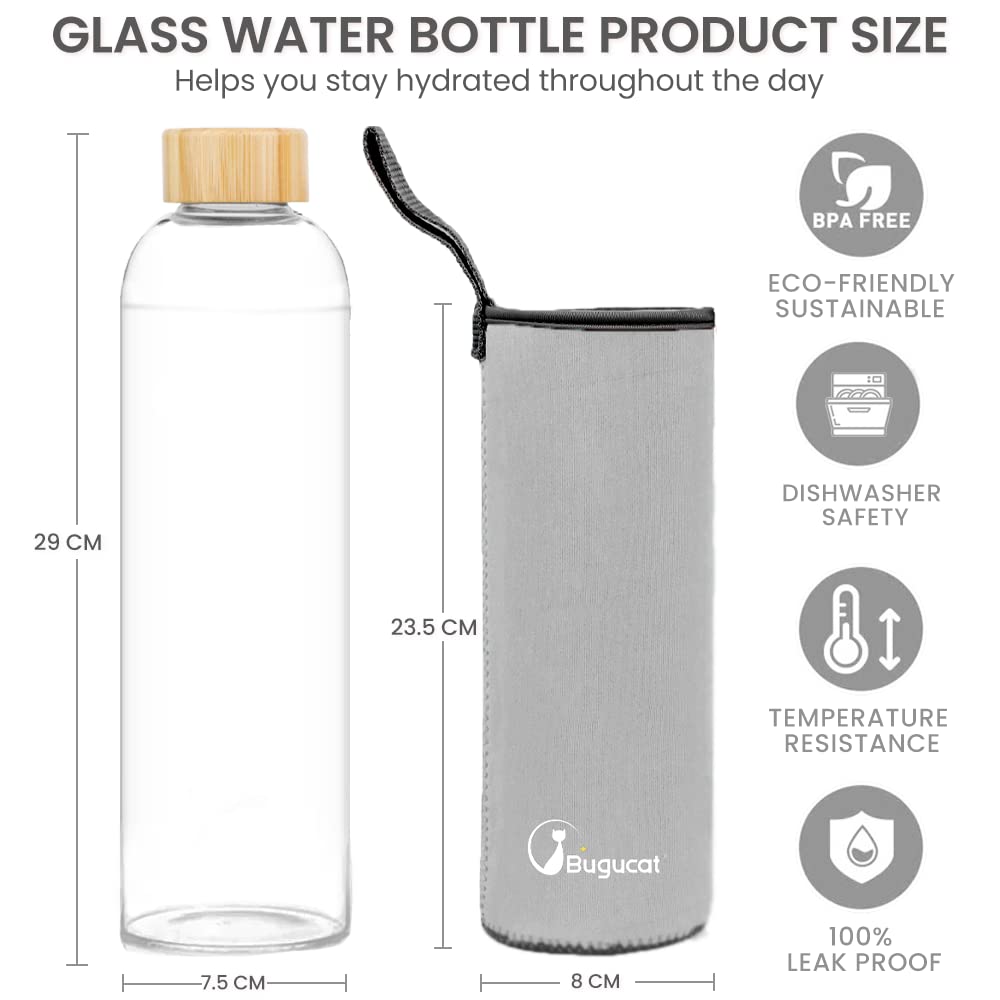 GLASS WATER BOTTLE PRODUCT SIZE
Helps you stay hydrated throughout the day
BPA FREE
ECO-FRIENDLY
SUSTAINABLE
DISHWASHER
SAFETY
29 CM
23.5 CM
TEMPERATURE
RESISTANCE
Bugucat
100%
LEAK PROOF
7.5 CM
8 CM